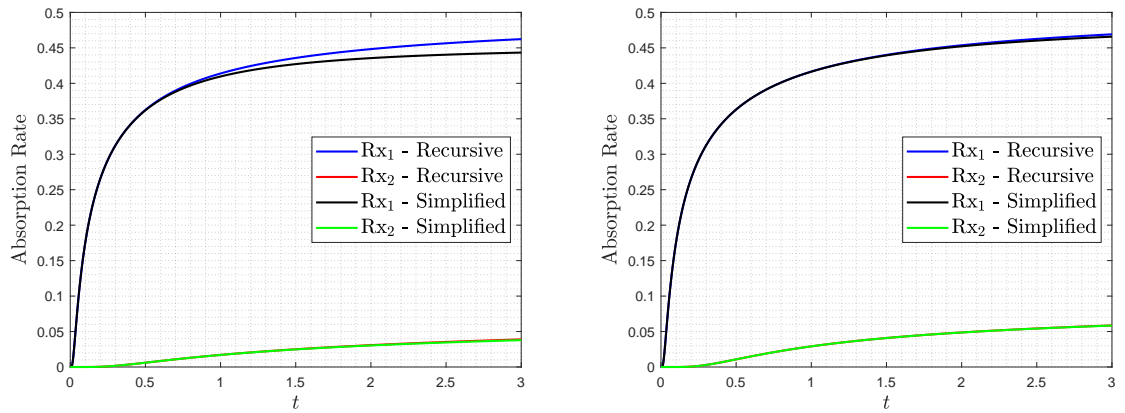 0.5
0.45
0.4
0.35
0.3
0.25
0.2
0.15
0.1
0.05
0
Absorption Rate
Rx1 - Recursive
Rx2 - Recursive
Rx1 - Simplified
Rx2 - Simplified
0 0.5 1 1.5 2 2.5 3
t
0.5
0.45
0.4
0.35
0.3
0.25
0.2
0.15
0.1
0.05
0
Absorption Rate
Rx1 - Recursive
Rx2 - Recursive
Rx1 - Simplified
Rx2 - Simplified
0 0.5 1 1.5 2 2.5 3
t